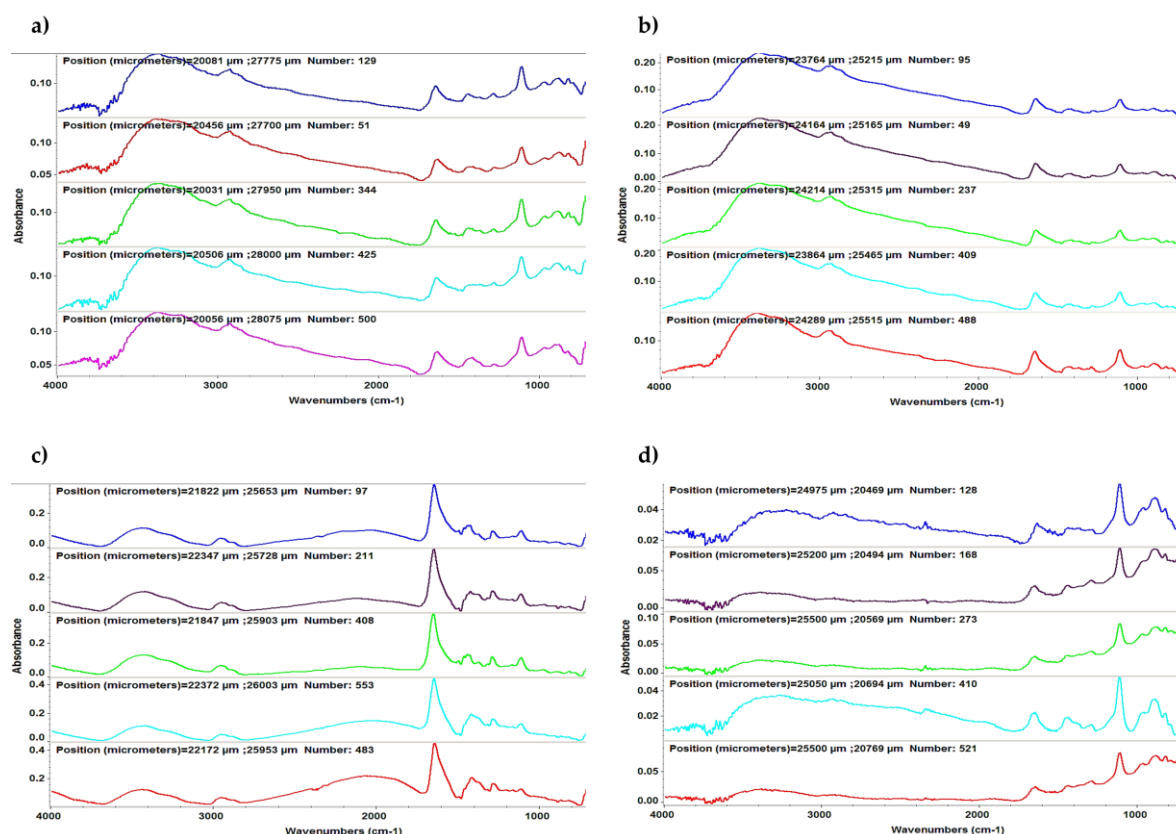 a)
Position (micrometers)=20081 µm ;27775 µm Number: 129
0.10
Position (micrometers)=20456 µm ;27700 µm Number: 51
0.10
0.05
Position (micrometers)=20031 µm ;27950 µm Number: 344
0.10
Position (micrometers)=20506 µm ;28000 µm Number: 425
0.10
Position (micrometers)=20056 µm ;28075 µm Number: 500
0.10
0.05
Absorbance
4000 3000 2000 1000
Wavenumbers (cm-1)
b)
Position (micrometers)=23764 µm ;25215 µm Number: 95
0.20
0.10
Position (micrometers)=24164 µm ;25165 µm Number: 49
0.20
0.10
0.00
Position (micrometers)=24214 µm ;25315 µm Number: 237
0.20
0.10
Position (micrometers)=23864 µm ;25465 µm Number: 409
0.20
0.10
Position (micrometers)=24289 µm ;25515 µm Number: 488
0.10
Absorbance
4000 3000 2000 1000
Wavenumbers (cm-1)
c)
Position (micrometers)=21822 µm ;25653 µm Number: 97
0.2
0.0
Position (micrometers)=22347 µm ;25728 µm Number: 211
0.2
0.0
Position (micrometers)=21847 µm ;25903 µm Number: 408
0.2
0.0
Position (micrometers)=22372 µm ;26003 µm Number: 553
0.4
0.2
0.0
Position (micrometers)=22172 µm ;25953 µm Number: 483
0.4
0.2
Absorbance
4000 3000 2000 1000
Wavenumbers (cm-1)
d)
Position (micrometers)=24975 µm ;20469 µm Number: 128
0.04
0.02
Position (micrometers)=25200 µm ;20494 µm Number: 168
0.05
0.00
Position (micrometers)=25500 µm ;20569 µm Number: 273
0.10
0.05
0.00
Position (micrometers)=25050 µm ;20694 µm Number: 410
0.04
0.02
Position (micrometers)=25500 µm ;20769 µm Number: 521
0.05
0.00
Absorbance
4000 3000 2000 1000
Wavenumbers (cm-1)